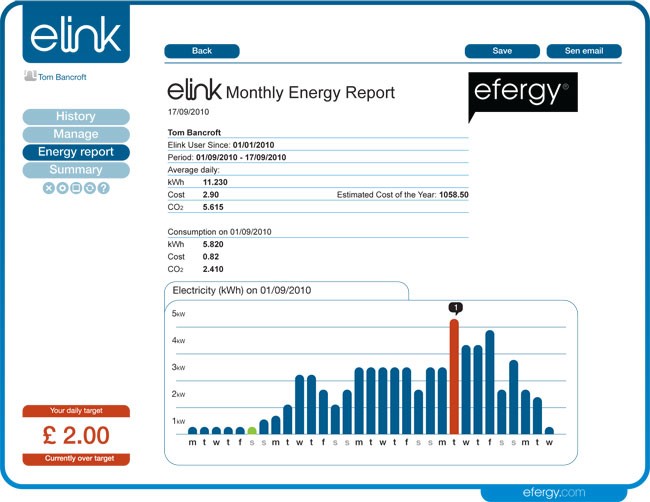 elink
Tom Bancroft
Back
Save
Sen email
elink Monthly Energy Report
efergy®
17/09/2010
History
Manage
Energy report
Summary
?
Tom Bancroft
Elink User Since: 01/01/2010
Period: 01/09/2010 - 17/09/2010
Average daily:
kWh 11.230
Cost 2.90 Estimated Cost of the Year: 1058.50
CO2 5.615
Consumption on 01/09/2010
kWh 5.820
Cost 0.82
CO2 2.410
Electricity (kWh) on 01/09/2010
1
5kW
4kW
3kW
2kW
1kW
m t w t f s s m t w t f s s m t w t f s s m t w t f s s m t w
Your daily target
£ 2.00
Currently over target
efergy.com